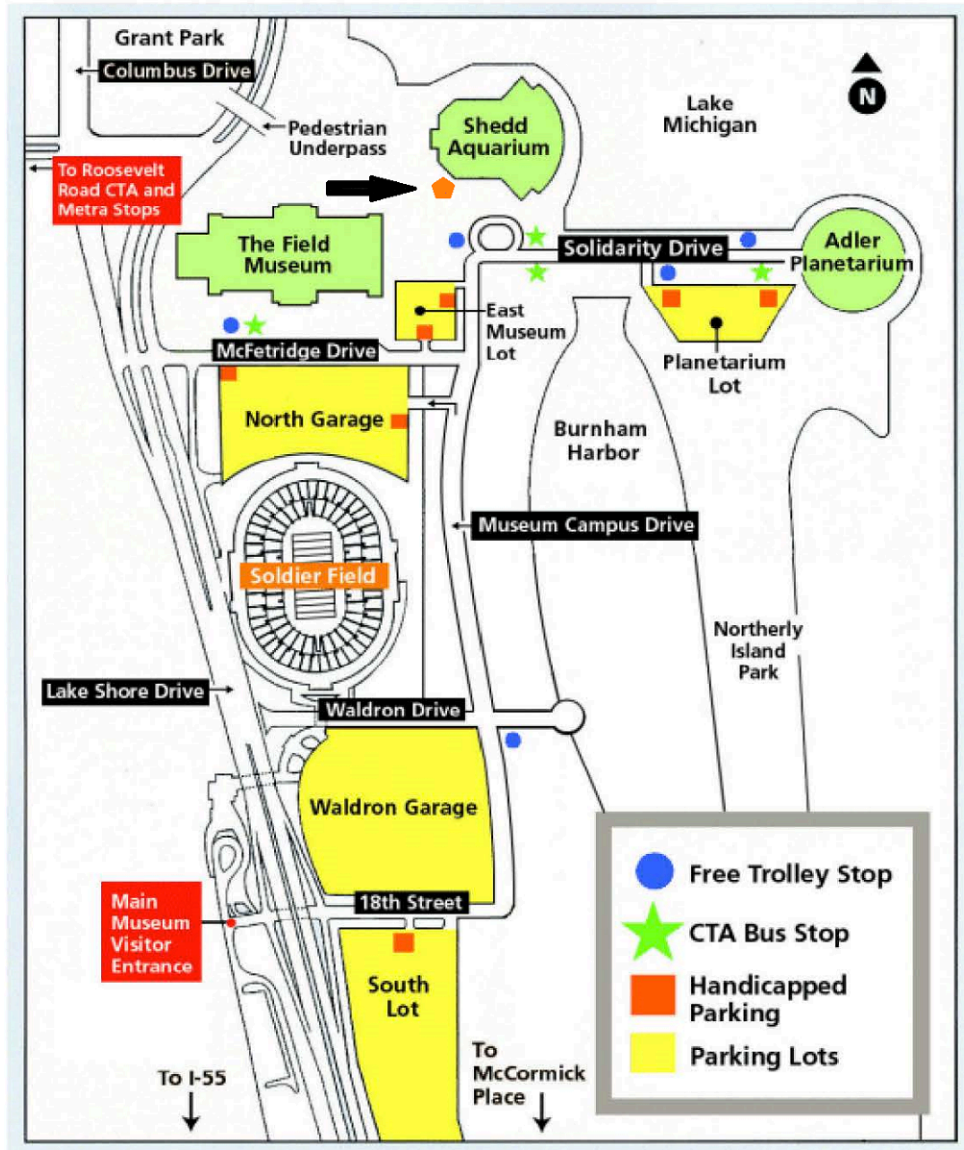 Grant Park
Columbus Drive
Pedestrian
Underpass
To Roosevelt
Road CTA and
Metra Stops
Shedd
Aquarium
Lake
Michigan
N
The Field
Museum
Solidarity Drive
Adler
Planetarium
East
Museum
Lot
McFetridge Drive
Planetarium
Lot
North Garage
Burnham
Harbor
Museum Campus Drive
Soldier Field
Northerly
Island
Park
Lake Shore Drive
Waldron Drive
Waldron Garage
18th Street
Main
Museum
Visitor
Entrance
South
Lot
To I-55
To
McCormick
Place
Free Trolley Stop
CTA Bus Stop
Handicapped
Parking
Parking Lots